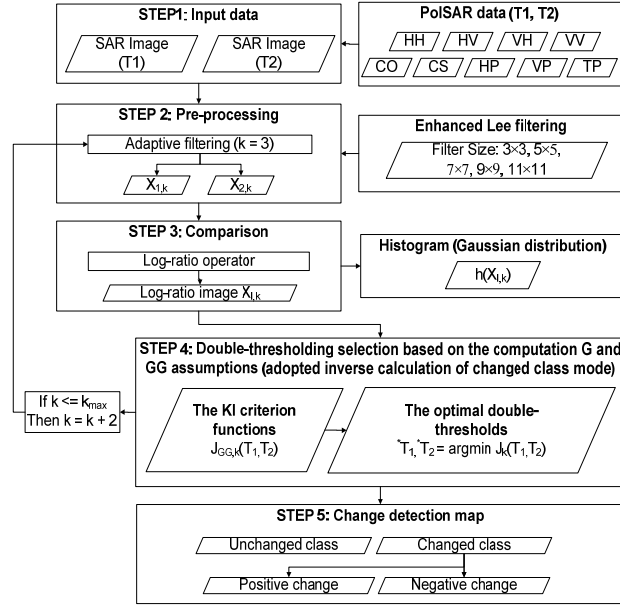 STEP1: Input data
SAR Image
(T1)
SAR Image
(T2)
PolSAR data (T1, T2)
HH
HV
VH
VV
CO
CS
HP
VP
TP
STEP 2: Pre-processing
Adaptive filtering (k = 3)
X1,k
X2,k
Enhanced Lee filtering
Filter Size: 3×3, 5×5,
7×7, 9×9, 11×11
STEP 3: Comparison
Log-ratio operator
Log-ratio image Xl,k
Histogram (Gaussian distribution)
h(Xl,k)
STEP 4: Double-thresholding selection based on the computation G and
GG assumptions (adopted inverse calculation of changed class mode)
If k <= kmax
Then k = k + 2
The KI criterion
functions
JGG,k(T1,T2)
The optimal double-
thresholds
*T1,*T2 = argmin Jk(T1,T2)
STEP 5: Change detection map
Unchanged class
Changed class
Positive change
Negative change